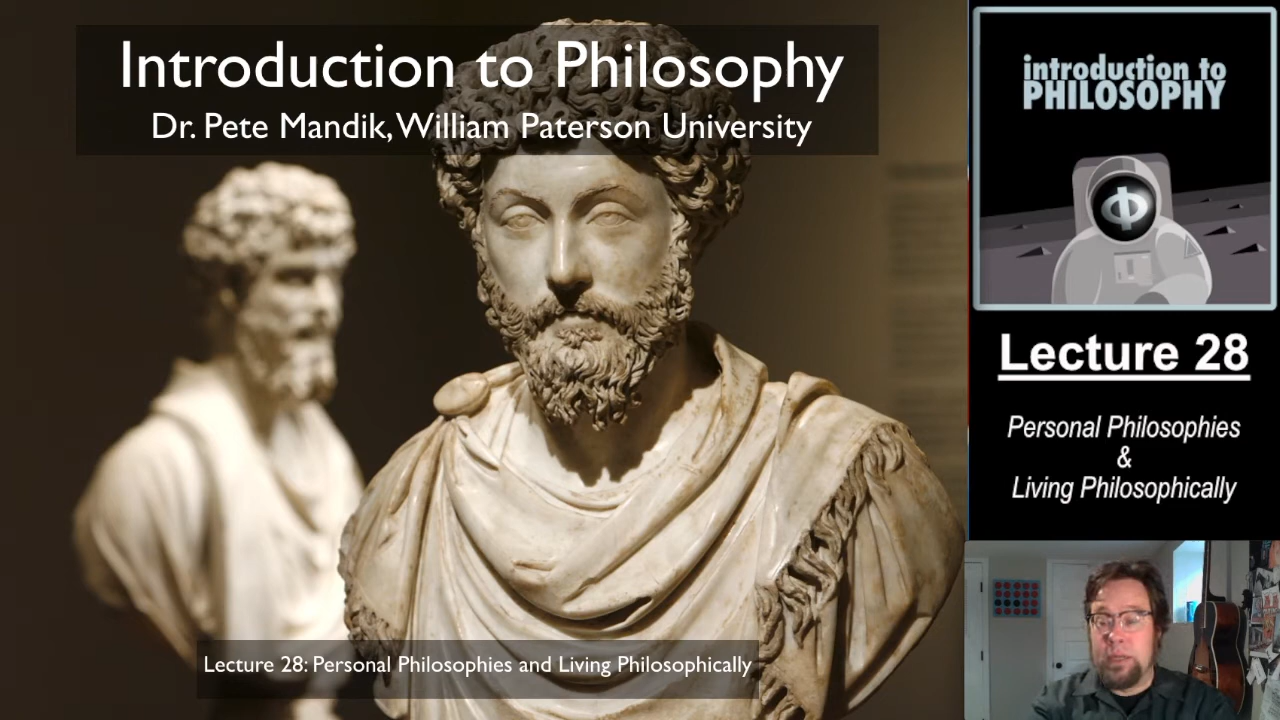 Introduction to Philosophy
Dr. Pete Mandik, William Paterson University
Lecture 28: Personal Philosophies and Living Philosophically
introduction to
PHILOSOPHY
Φ
Lecture 28
Personal Philosophies
&
Living Philosophically